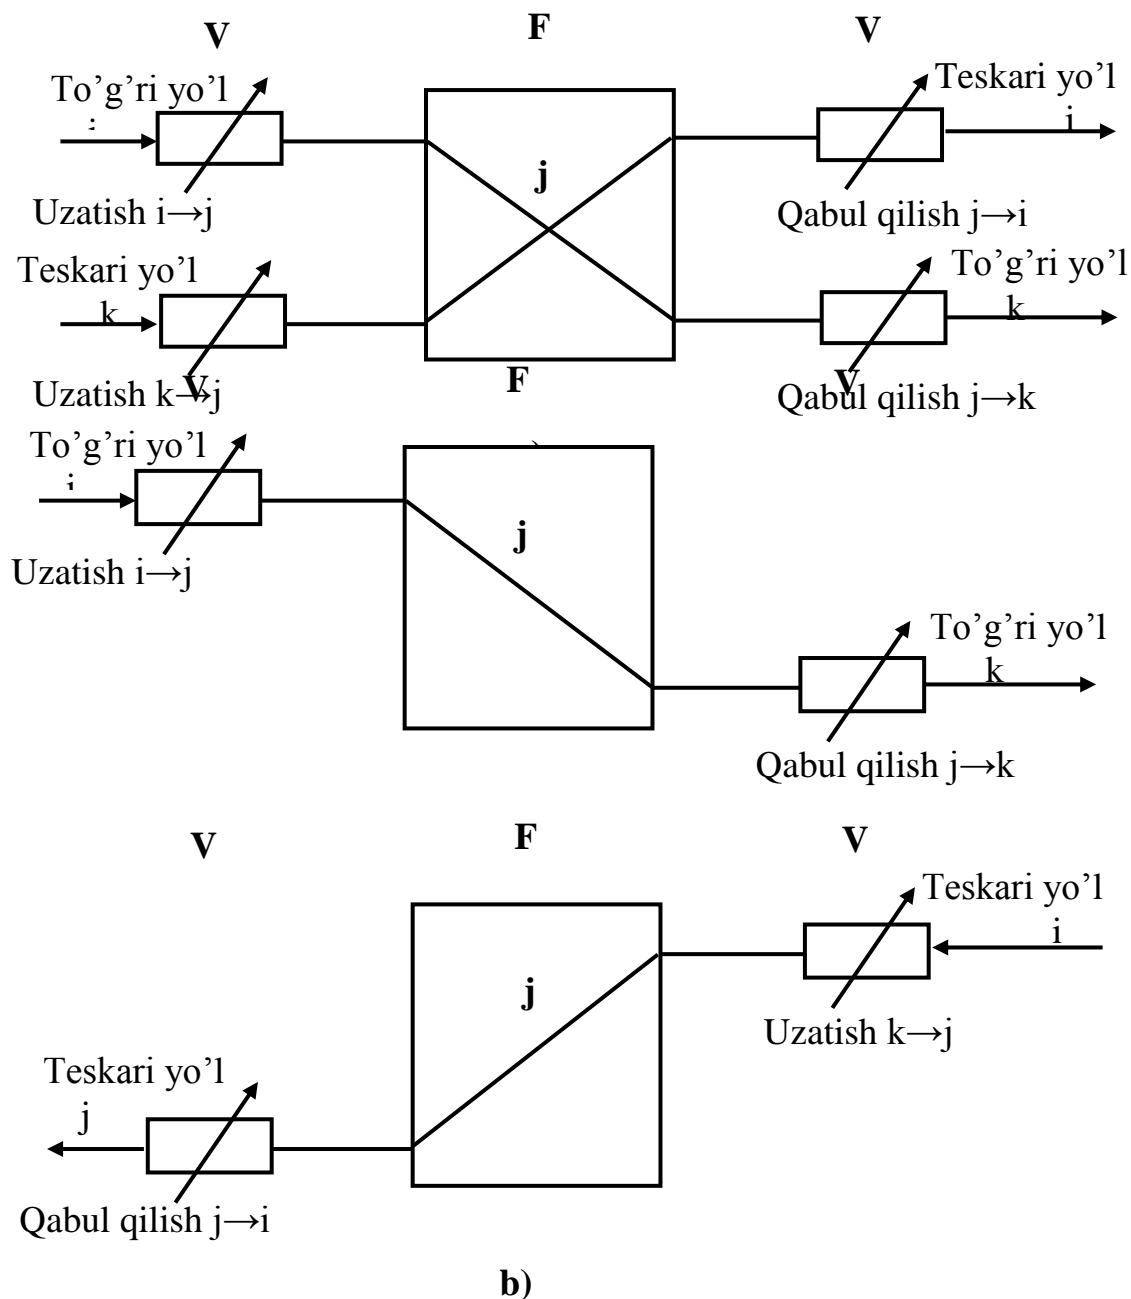 V F V
To’g’ri yo’l
Teskari yo’l
i
j
Uzatish i→j
Qabul qilish j→i
Teskari yo’l
To’g’ri yo’l
k
k
Uzatish k→j
V
F
V
Qabul qilish j→k
To’g’ri yo’l
i
j
Uzatish i→j
To’g’ri yo’l
k
Qabul qilish j→k
V F V
Teskari yo’l
i
j
Uzatish k→j
Teskari yo’l
j
Qabul qilish j→i
b)